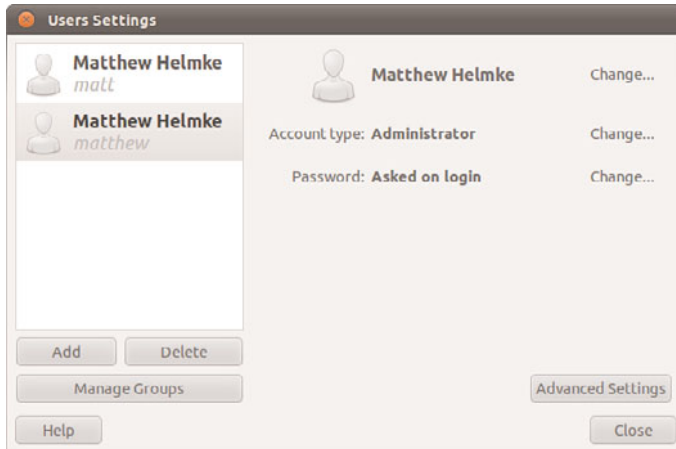 Users Settings
Matthew Helmke
matt
Matthew Helmke
matthew
Matthew Helmke Change...
Account type: Administrator Change...
Password: Asked on login Change...
Add Delete
Manage Groups Advanced Settings
Help Close